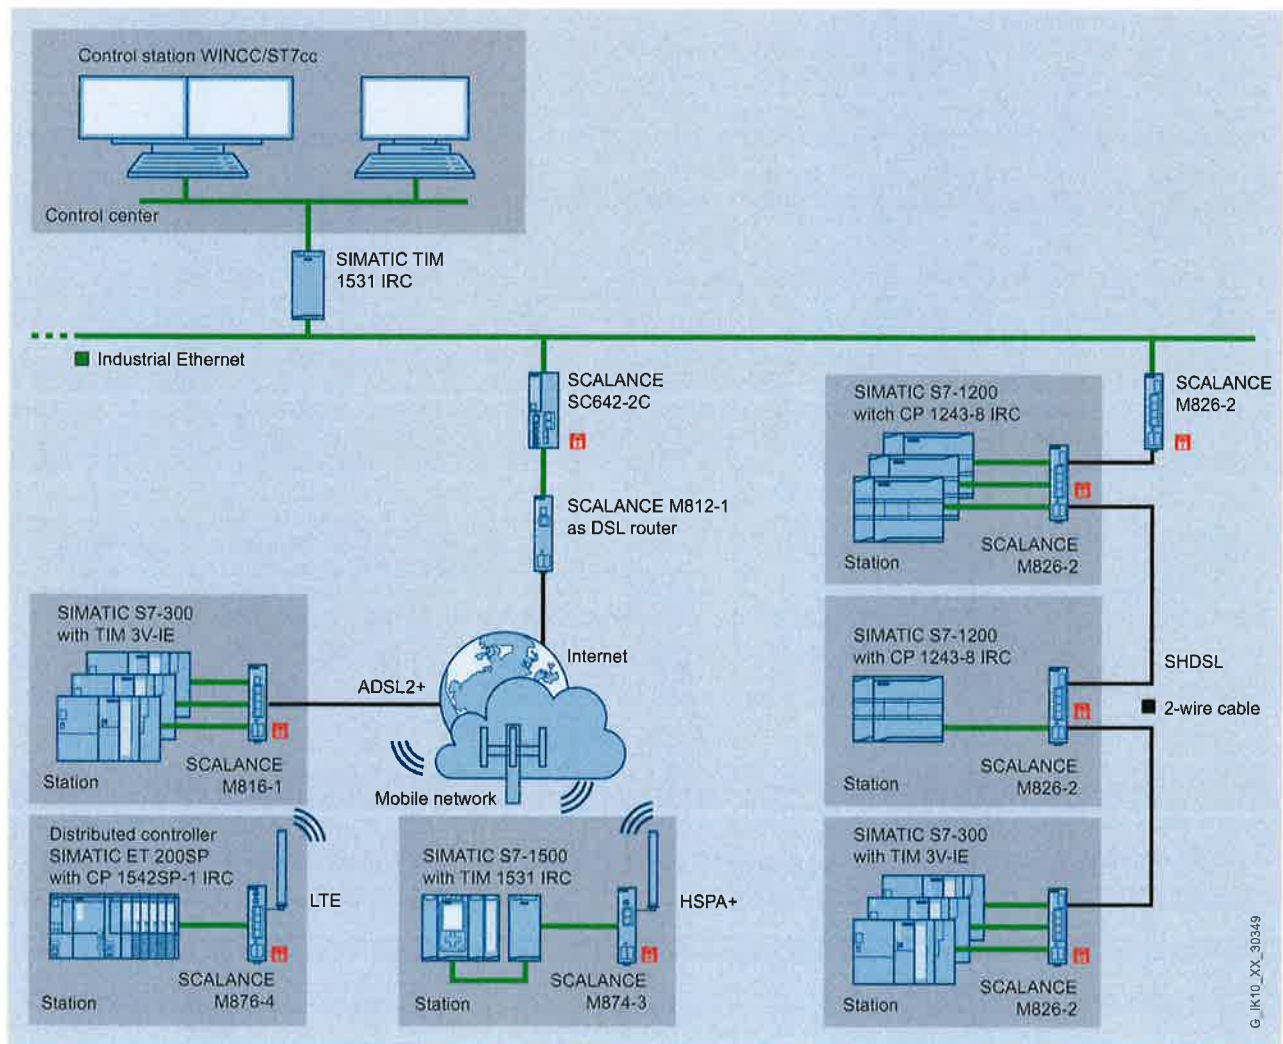 Control station WINCC/ST7cc
Control center
SIMATIC TIM
1531 IRC
Industrial Ethernet
SCALANCE
SC642-2C
SCALANCE M812-1
as DSL router
Internet
ADSL2+
Mobile network
SIMATIC S7-300
with TIM 3V-IE
Station
SCALANCE
M816-1
Distributed controller
SIMATIC ET 200SP
with CP 1542SP-1 IRC
LTE
Station
SCALANCE
M876-4
SIMATIC S7-1500
with TIM 1531 IRC
HSPA+
Station
SCALANCE
M874-3
SIMATIC S7-1200
witch CP 1243-8 IRC
Station
SCALANCE
M826-2
SCALANCE
M826-2
SIMATIC S7-1200
with CP 1243-8 IRC
Station
SCALANCE
M826-2
SHDSL
2-wire cable
SIMATIC S7-300
with TIM 3V-IE
Station
SCALANCE
M826-2
G_IK10_XX_30349